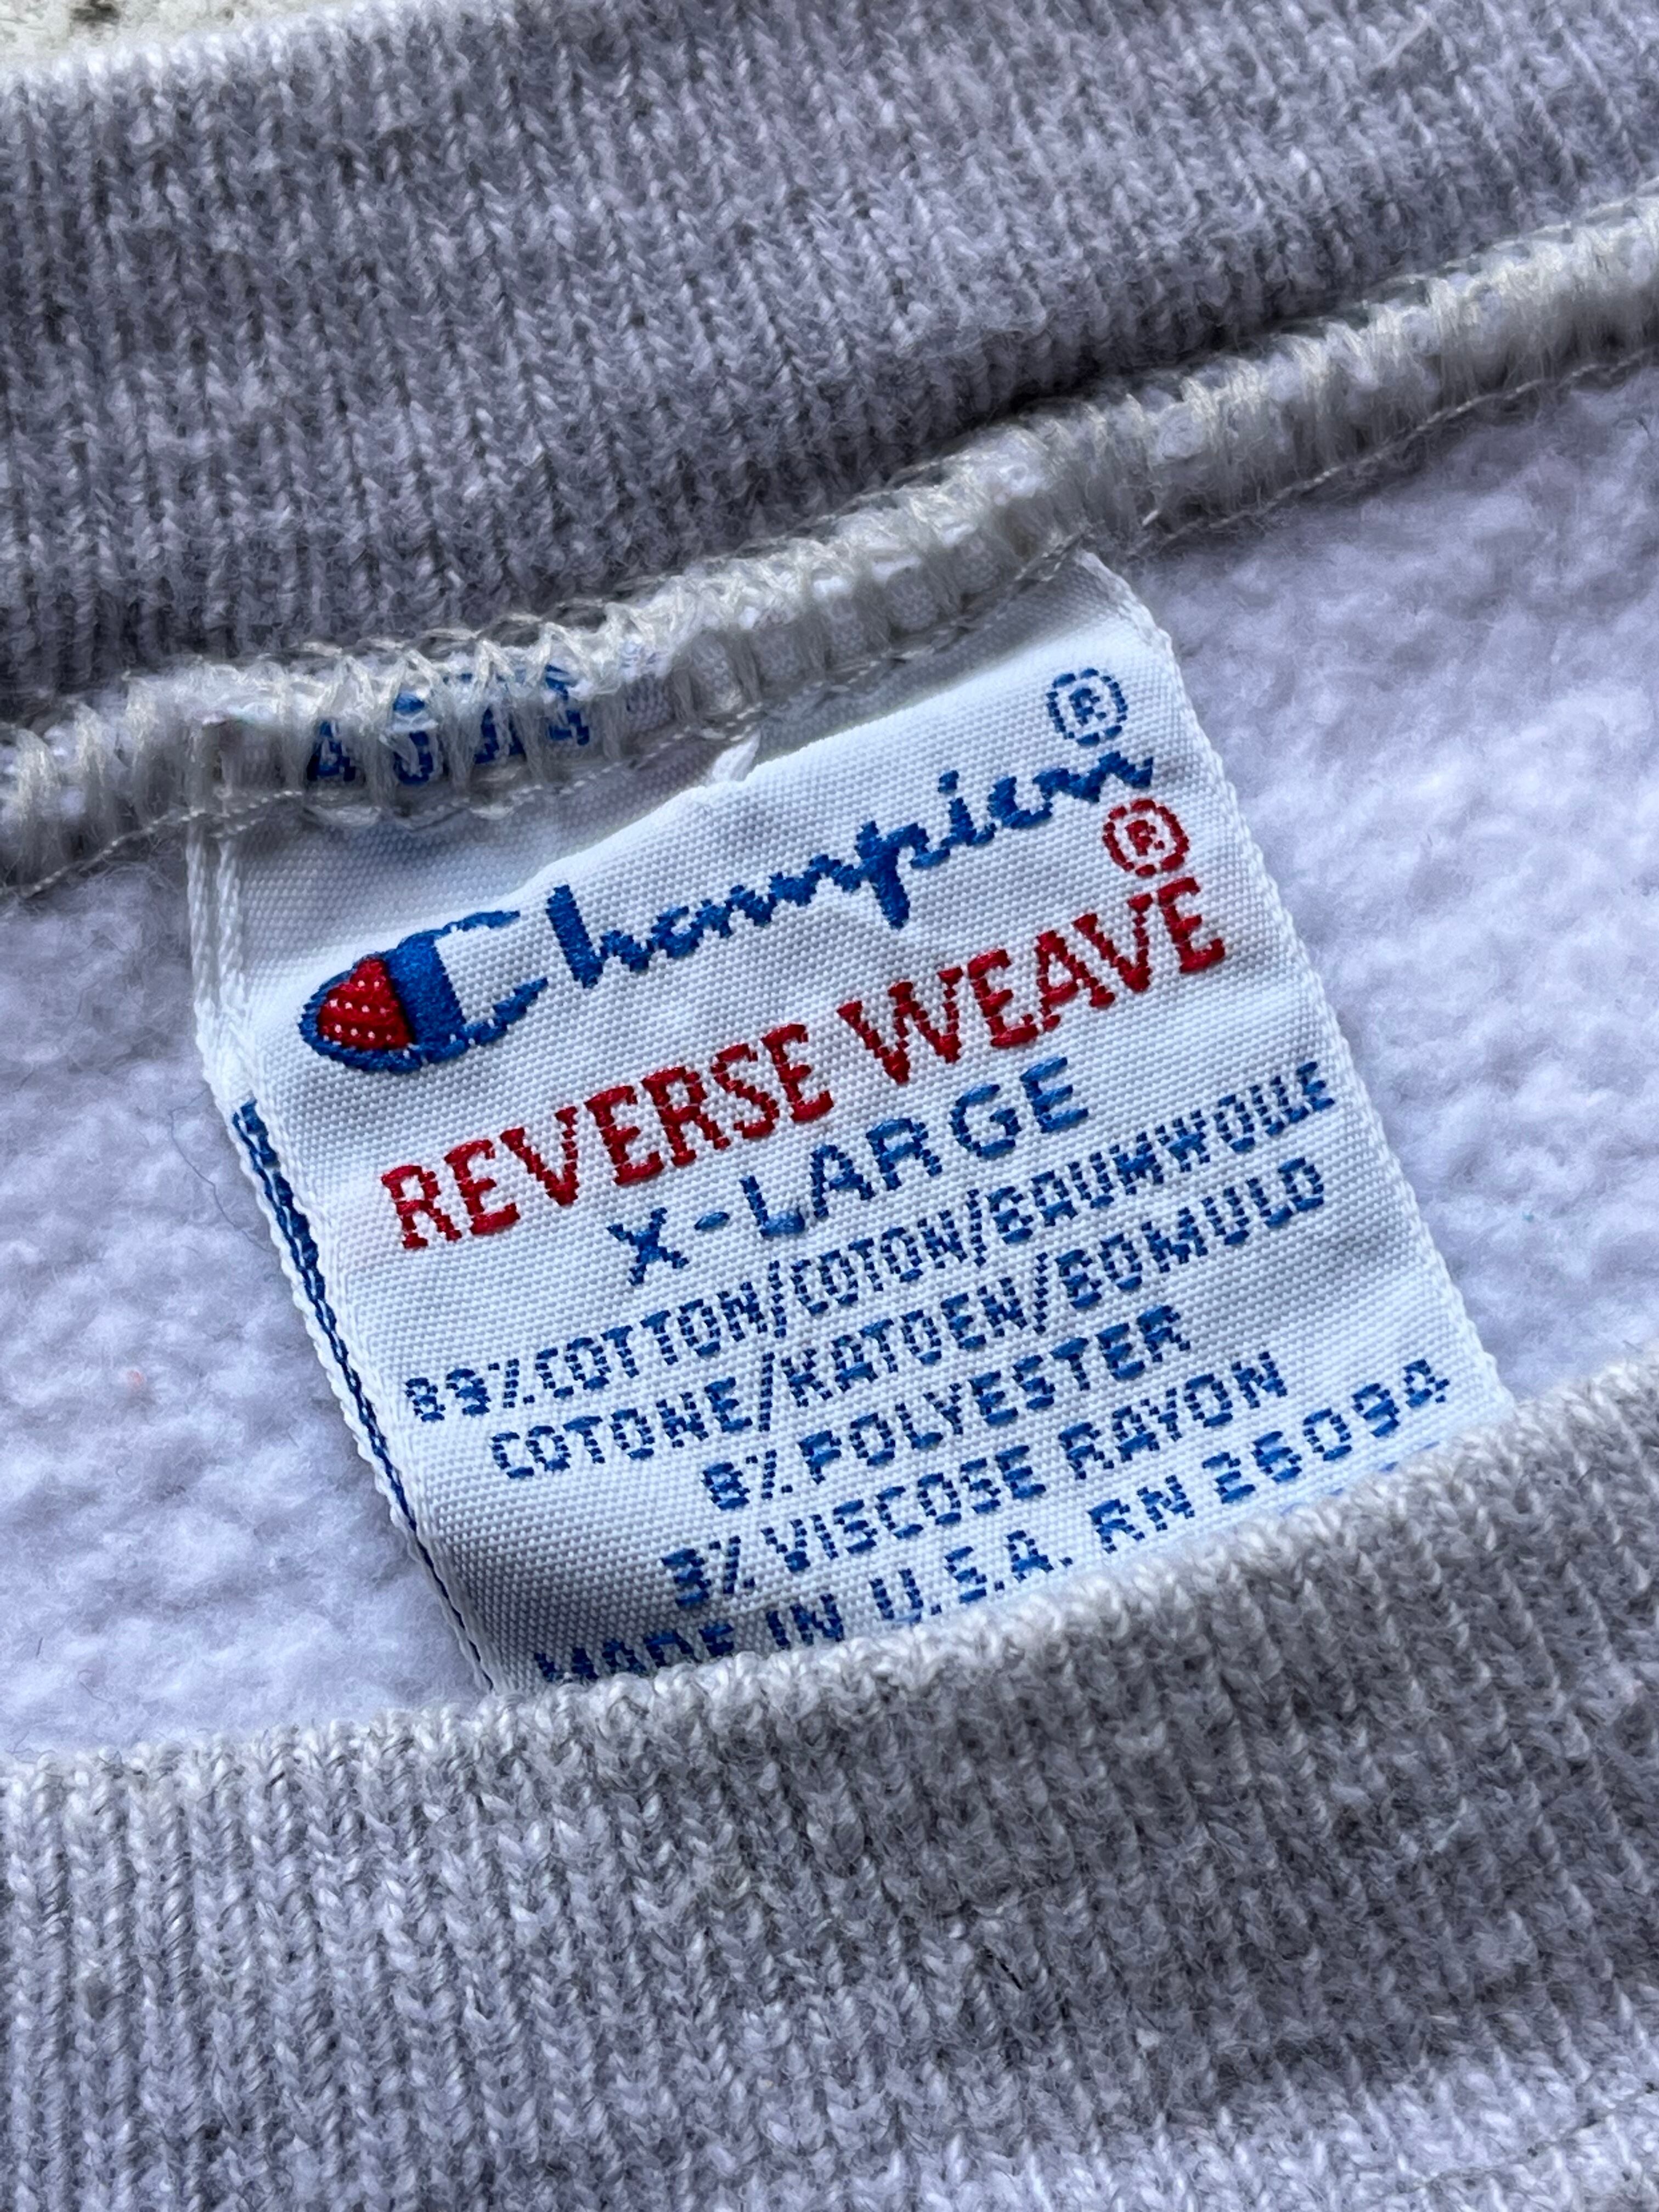 Champion®
REVERSE WEAVE®
X-LARGE
89% COTTON/COTON/BAUMWOLLE
COTONE/KATOEN/BOMULD
8% POLYESTER
3% VISCOSE RAYON
MADE IN U.S.A. RN 26094